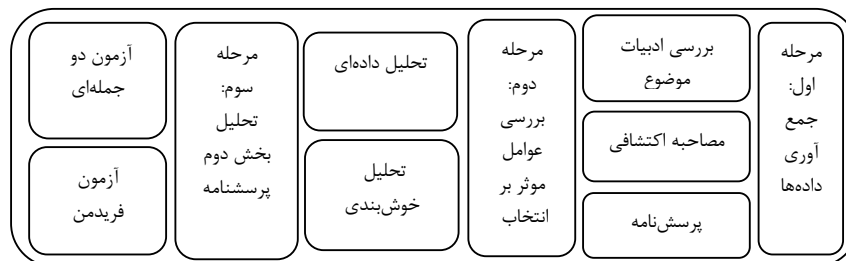 مرحله
اول:
جمع
آوری
داده‌ها
بررسی ادبیات
موضوع
مصاحبه اکتشافی
پرسش‌نامه
مرحله
دوم:
بررسی
عوامل
موثر بر
انتخاب
تحلیل داده‌ای
تحلیل
خوش‌بندی
مرحله
سوم:
تحلیل
بخش دوم
پرسشنامه
آزمون دو
جمله‌ای
آزمون
فریدمن